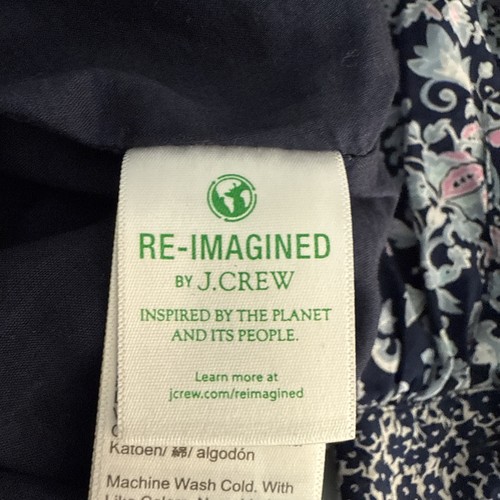 RE-IMAGINED
BY J.CREW
INSPIRED BY THE PLANET
AND ITS PEOPLE.
Learn more at
jcrew.com/reimagined
Katoen/ 綿/ algodón
Machine Wash Cold. With